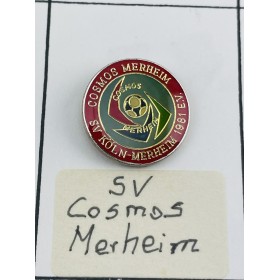 COSMOS MERHEIM
SV KÖLN-MERHEIM 1981 E.V.
COSMOS
MERHEIM
SV
Cosmos
Merheim